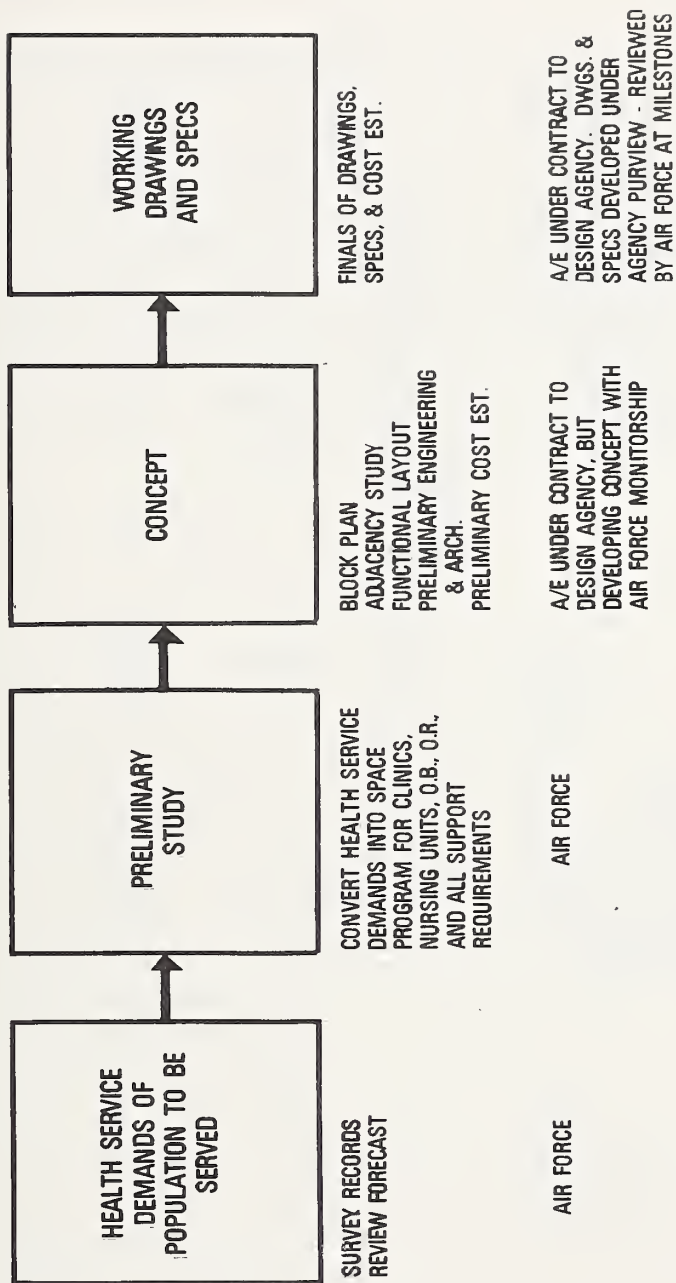 HEALTH SERVICE
DEMANDS OF
POPULATION TO BE
SERVED
PRELIMINARY
STUDY
CONCEPT
WORKING
DRAWINGS
AND SPECS
SURVEY RECORDS
REVIEW FORECAST
CONVERT HEALTH SERVICE
DEMANDS INTO SPACE
PROGRAM FOR CLINICS,
NURSING UNITS, O.B., O.R.,
AND ALL SUPPORT
REQUIREMENTS
BLOCK PLAN
ADJACENCY STUDY
FUNCTIONAL LAYOUT
PRELIMINARY ENGINEERING
& ARCH.
PRELIMINARY COST EST.
FINALS OF DRAWINGS,
SPECS, & COST EST.
AIR FORCE
AIR FORCE
A/E UNDER CONTRACT TO
DESIGN AGENCY, BUT
DEVELOPING CONCEPT WITH
AIR FORCE MONITORSHIP
A/E UNDER CONTRACT TO
DESIGN AGENCY. DWGS. &
SPECS DEVELOPED UNDER
AGENCY PURVIEW - REVIEWED
BY AIR FORCE AT MILESTONES